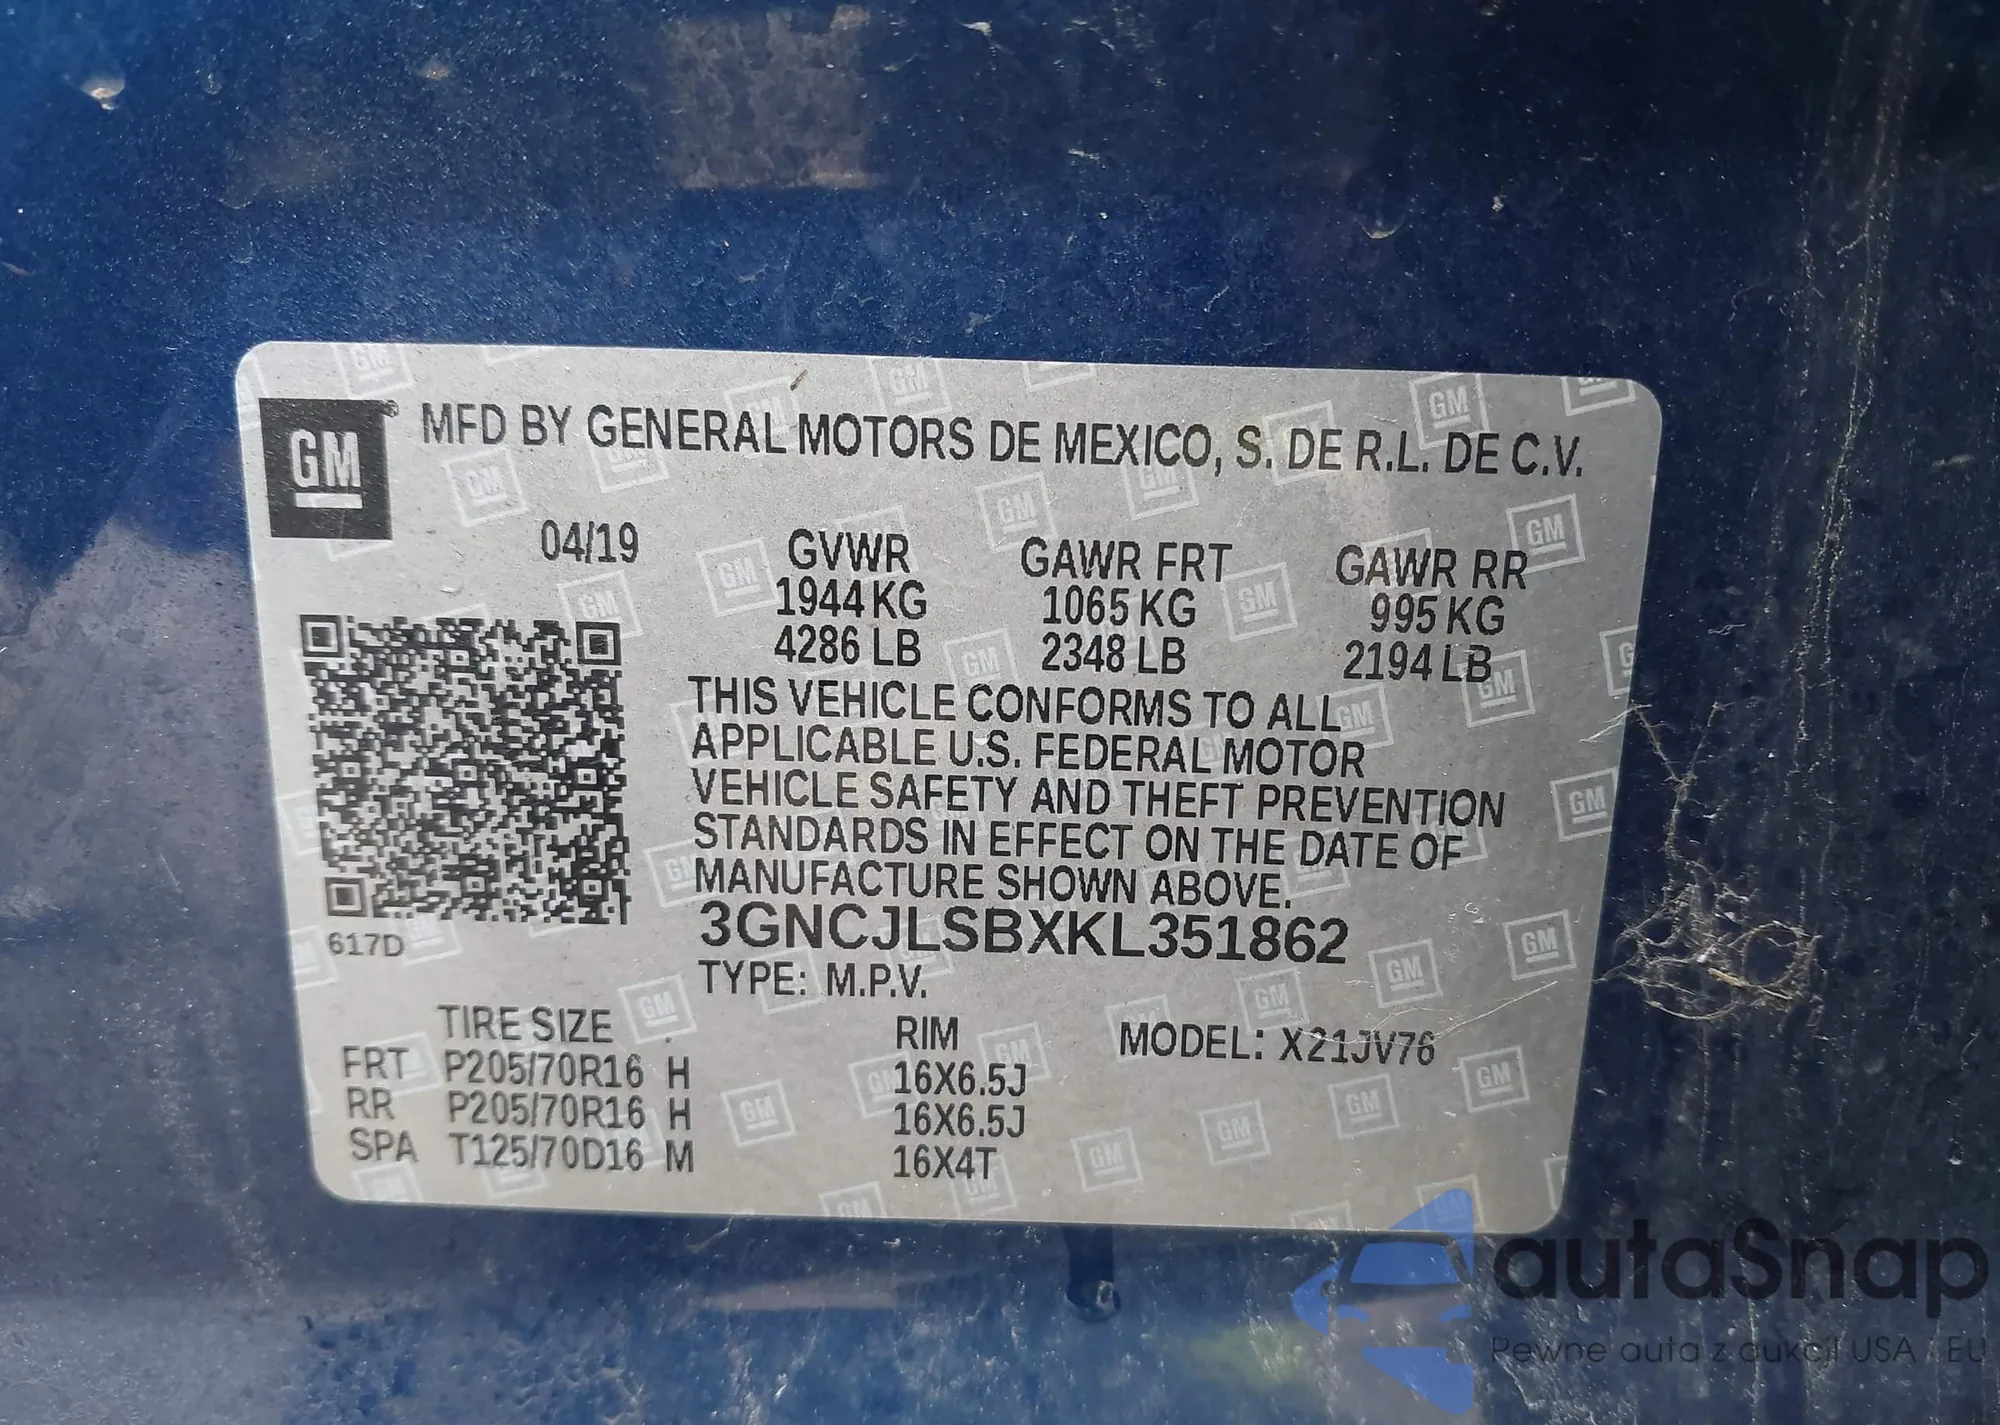 GM® MFD BY GENERAL MOTORS DE MEXICO, S. DE R.L. DE C.V.
04/19 GVWR GAWR FRT GAWR RR
1944 KG 1065 KG 995 KG
4286 LB 2348 LB 2194 LB
THIS VEHICLE CONFORMS TO ALL
APPLICABLE U.S. FEDERAL MOTOR
VEHICLE SAFETY AND THEFT PREVENTION
STANDARDS IN EFFECT ON THE DATE OF
MANUFACTURE SHOWN ABOVE.
3GNCJLSBXKL351862
617D
TYPE: M.P.V.
TIRE SIZE RIM MODEL: X21JV76
FRT P205/70R16 H 16X6.5J
RR P205/70R16 H 16X6.5J
SPA T125/70D16 M 16X4T
autaSnap
Pewne auta z aukcji USA i EU